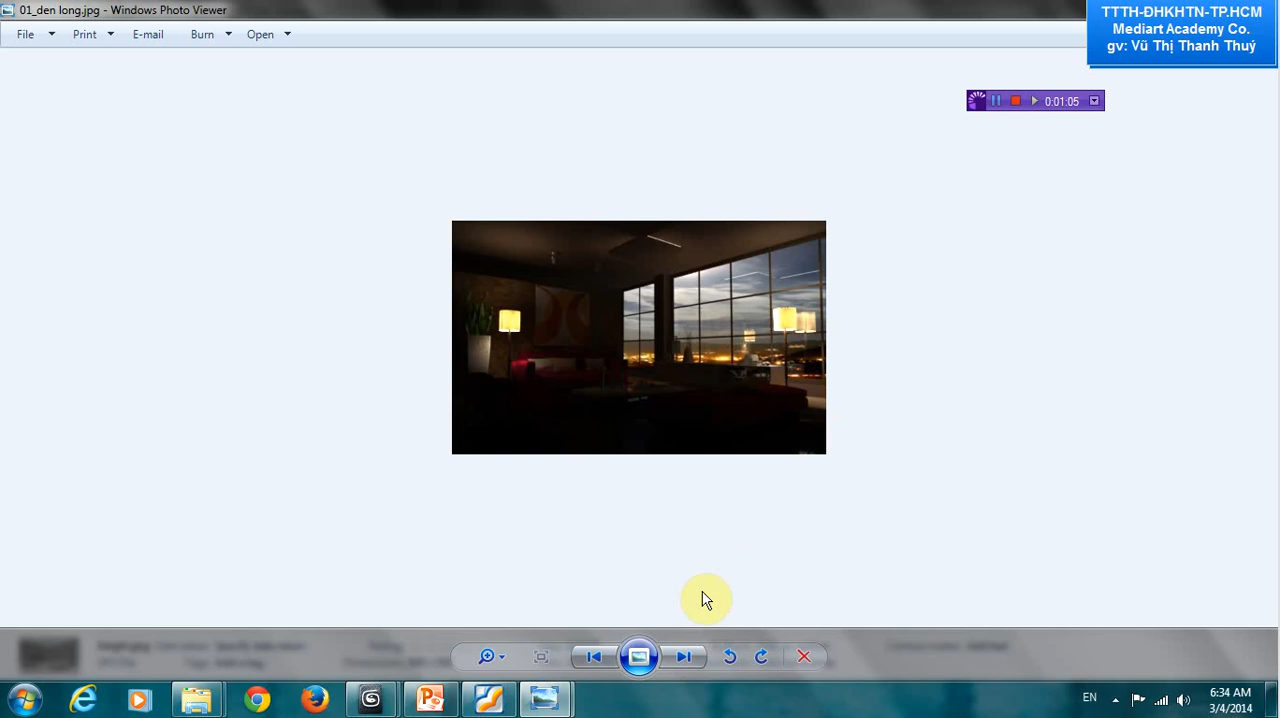 01_den long.jpg - Windows Photo Viewer
TTTH-ĐHKHTN-TP.HCM
Mediart Academy Co.
gv: Vũ Thị Thanh Thuý
File Print E-mail Burn Open
0:01:05
EN
6:34 AM
3/4/2014